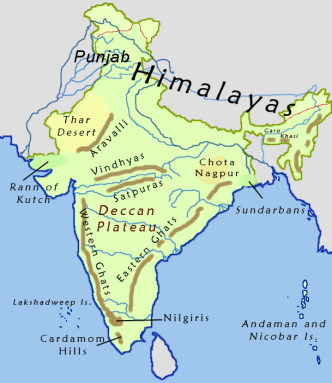 Punjab
Himalayas
Thar
Desert
Aravalli
Garo
Khasi
Vindhyas
Satpuras
Chota
Nagpur
Rann of
Kutch
Sundarbans
Deccan
Plateau
Western Ghats
Eastern Ghats
Lakshadweep Is.
Nilgiris
Andaman and
Nicobar Is.
Cardamom
Hills